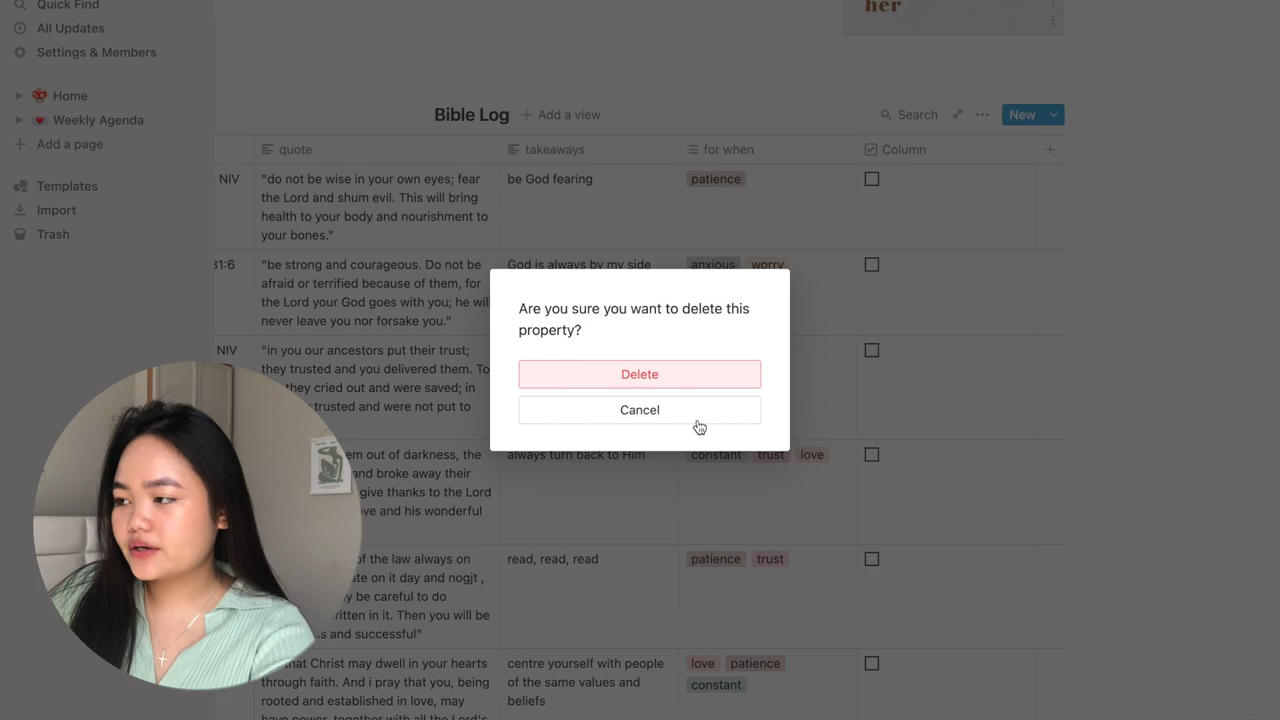 her
Quick Find
All Updates
Settings & Members
Home
Weekly Agenda
Add a page
Templates
Import
Trash
Bible Log
Add a view
Search
New
quote
takeaways
for when
Column
NIV
"do not be wise in your own eyes; fear
the Lord and shum evil. This will bring
health to your body and nourishment to
your bones."
be God fearing
patience
31:6
"be strong and courageous. Do not be
afraid or terrified because of them, for
the Lord your God goes with you; he will
never leave you nor forsake you."
God is always by my side
anxious worry
Are you sure you want to delete this
property?
Delete
Cancel
NIV
"in you our ancestors put their trust;
they trusted and you delivered them. To
they cried out and were saved; in
trusted and were not put to
em out of darkness, the
and broke away their
give thanks to the Lord
ve and his wonderful
always turn back to Him
constant trust love
of the law always on
ate on it day and nogjt ,
y be careful to do
ritten in it. Then you will be
s and successful"
read, read, read
patience trust
that Christ may dwell in your hearts
through faith. And i pray that you, being
rooted and established in love, may
have power, together with all the Lord's
centre yourself with people
of the same values and
beliefs
love patience
constant